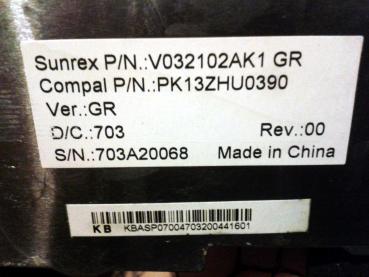 Sunrex P/N.:V032102AK1 GR
Compal P/N.:PK13ZHU0390
Ver.:GR
D/C.:703 Rev.:00
S/N.:703A20068 Made in China
KB KBASP07004703200441601